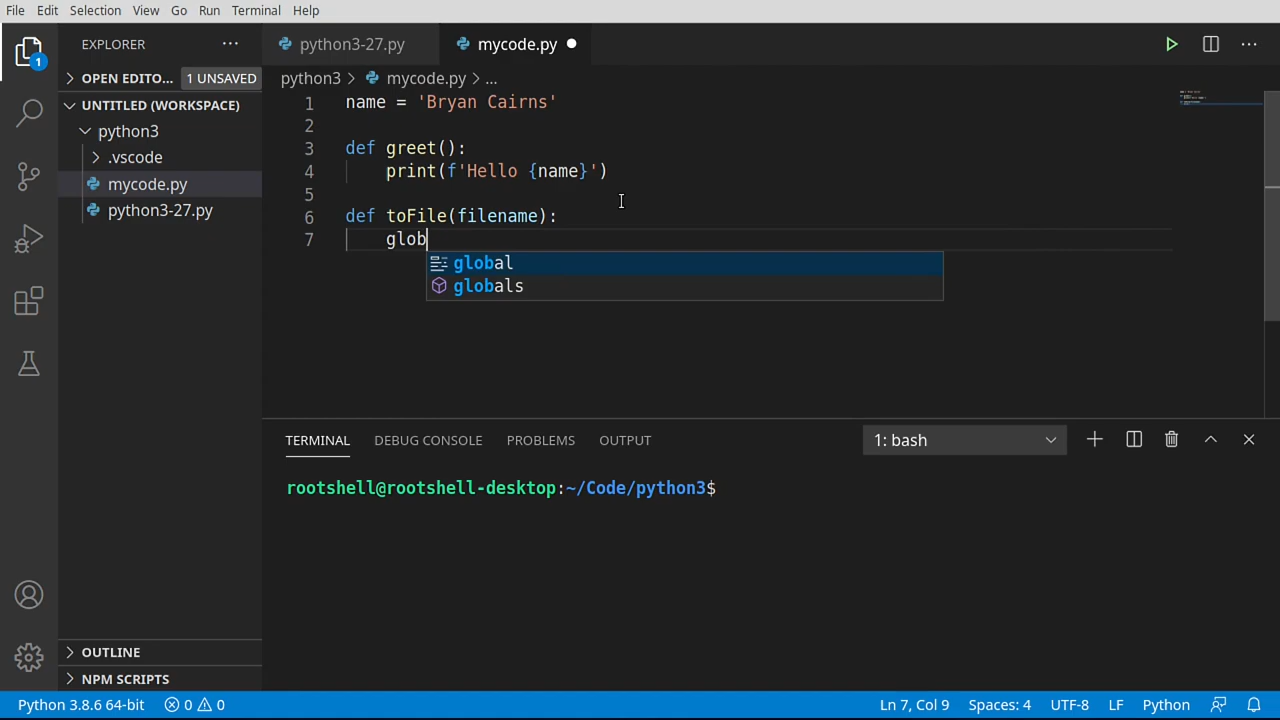 File Edit Selection View Go Run Terminal Help
EXPLORER ...
python3-27.py mycode.py
1
OPEN EDITO... 1 UNSAVED
python3 > mycode.py > ...
UNTITLED (WORKSPACE)
python3
.vscode
mycode.py
python3-27.py
1 name = 'Bryan Cairns'
2
3 def greet():
4 print(f'Hello {name}')
5
6 def toFile(filename):
7 glob
global
globals
TERMINAL DEBUG CONSOLE PROBLEMS OUTPUT 1: bash
rootshell@rootshell-desktop:~/Code/python3$
OUTLINE
NPM SCRIPTS
Python 3.8.6 64-bit 0 0 Ln 7, Col 9 Spaces: 4 UTF-8 LF Python